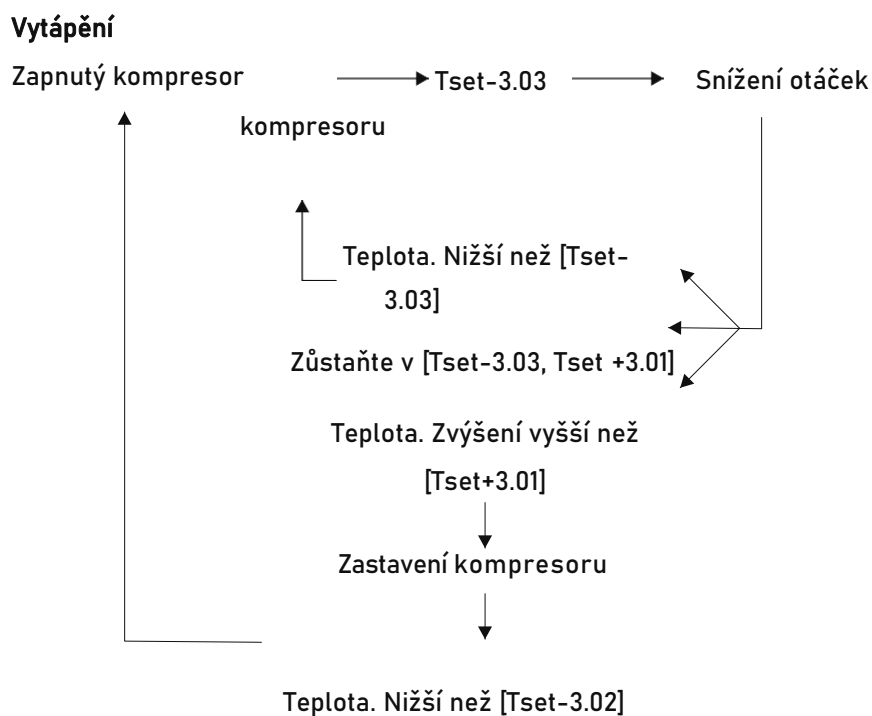 Vytápění
Zapnutý kompresor Tset-3.03 Snížení otáček
kompresoru
Teplota. Nižší než [Tset-
3.03]
Zůstaňte v [Tset-3.03, Tset +3.01]
Teplota. Zvýšení vyšší než
[Tset+3.01]
Zastavení kompresoru
Teplota. Nižší než [Tset-3.02]